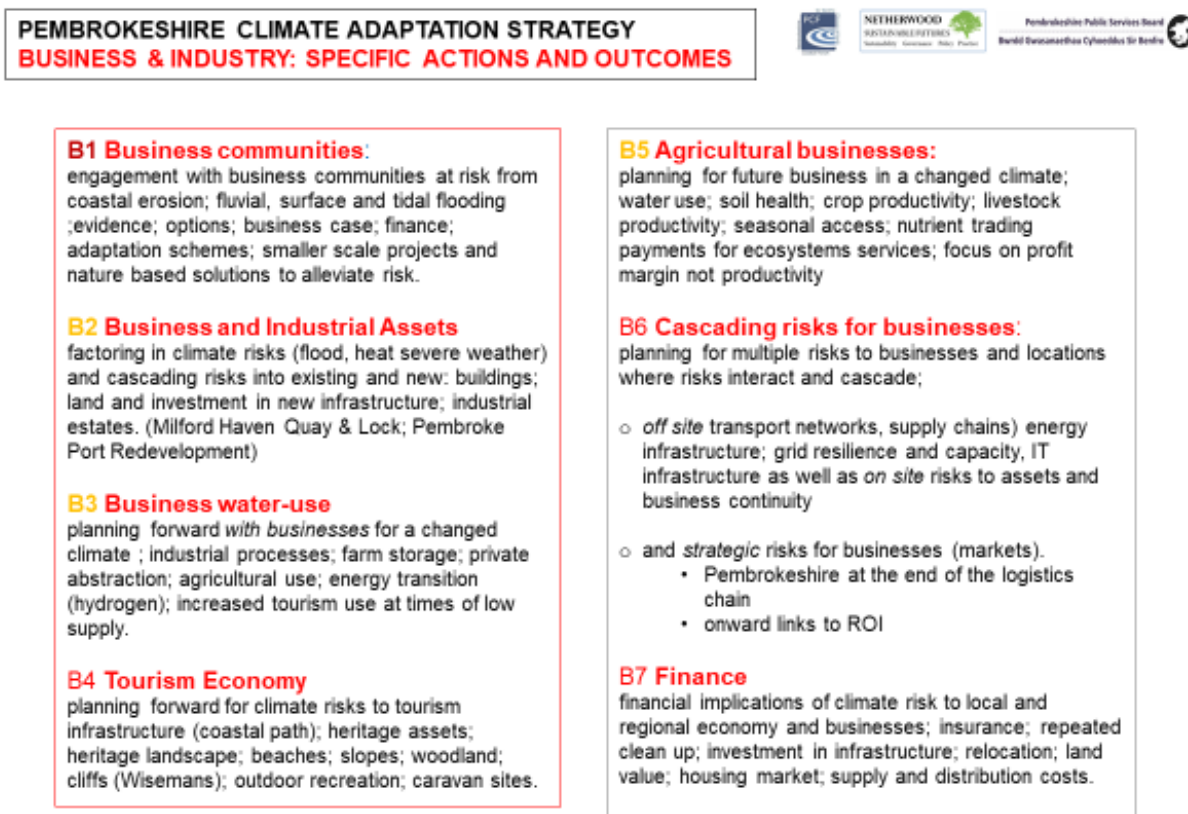 PEMBROKESHIRE CLIMATE ADAPTATION STRATEGY
BUSINESS & INDUSTRY: SPECIFIC ACTIONS AND OUTCOMES
PCF
NETHERWOOD
SUSTAINABLE FUTURES
Sustainability Governance Policy Practice
Pembrokeshire Public Services Board
Bwrdd Gwasanaethau Cyhoeddus Sir Benfro
B1 Business communities:
engagement with business communities at risk from
coastal erosion; fluvial, surface and tidal flooding
;evidence; options; business case; finance;
adaptation schemes; smaller scale projects and
nature based solutions to alleviate risk.
B2 Business and Industrial Assets
factoring in climate risks (flood, heat severe weather)
and cascading risks into existing and new: buildings;
land and investment in new infrastructure; industrial
estates. (Milford Haven Quay & Lock; Pembroke
Port Redevelopment)
B3 Business water-use
planning forward with businesses for a changed
climate ; industrial processes; farm storage; private
abstraction; agricultural use; energy transition
(hydrogen); increased tourism use at times of low
supply.
B4 Tourism Economy
planning forward for climate risks to tourism
infrastructure (coastal path); heritage assets;
heritage landscape; beaches; slopes; woodland;
cliffs (Wisemans); outdoor recreation; caravan sites.
B5 Agricultural businesses:
planning for future business in a changed climate;
water use; soil health; crop productivity; livestock
productivity; seasonal access; nutrient trading
payments for ecosystems services; focus on profit
margin not productivity
B6 Cascading risks for businesses:
planning for multiple risks to businesses and locations
where risks interact and cascade;
o off site transport networks, supply chains) energy
infrastructure; grid resilience and capacity, IT
infrastructure as well as on site risks to assets and
business continuity
o and strategic risks for businesses (markets).
• Pembrokeshire at the end of the logistics
chain
• onward links to ROI
B7 Finance
financial implications of climate risk to local and
regional economy and businesses; insurance; repeated
clean up; investment in infrastructure; relocation; land
value; housing market; supply and distribution costs.